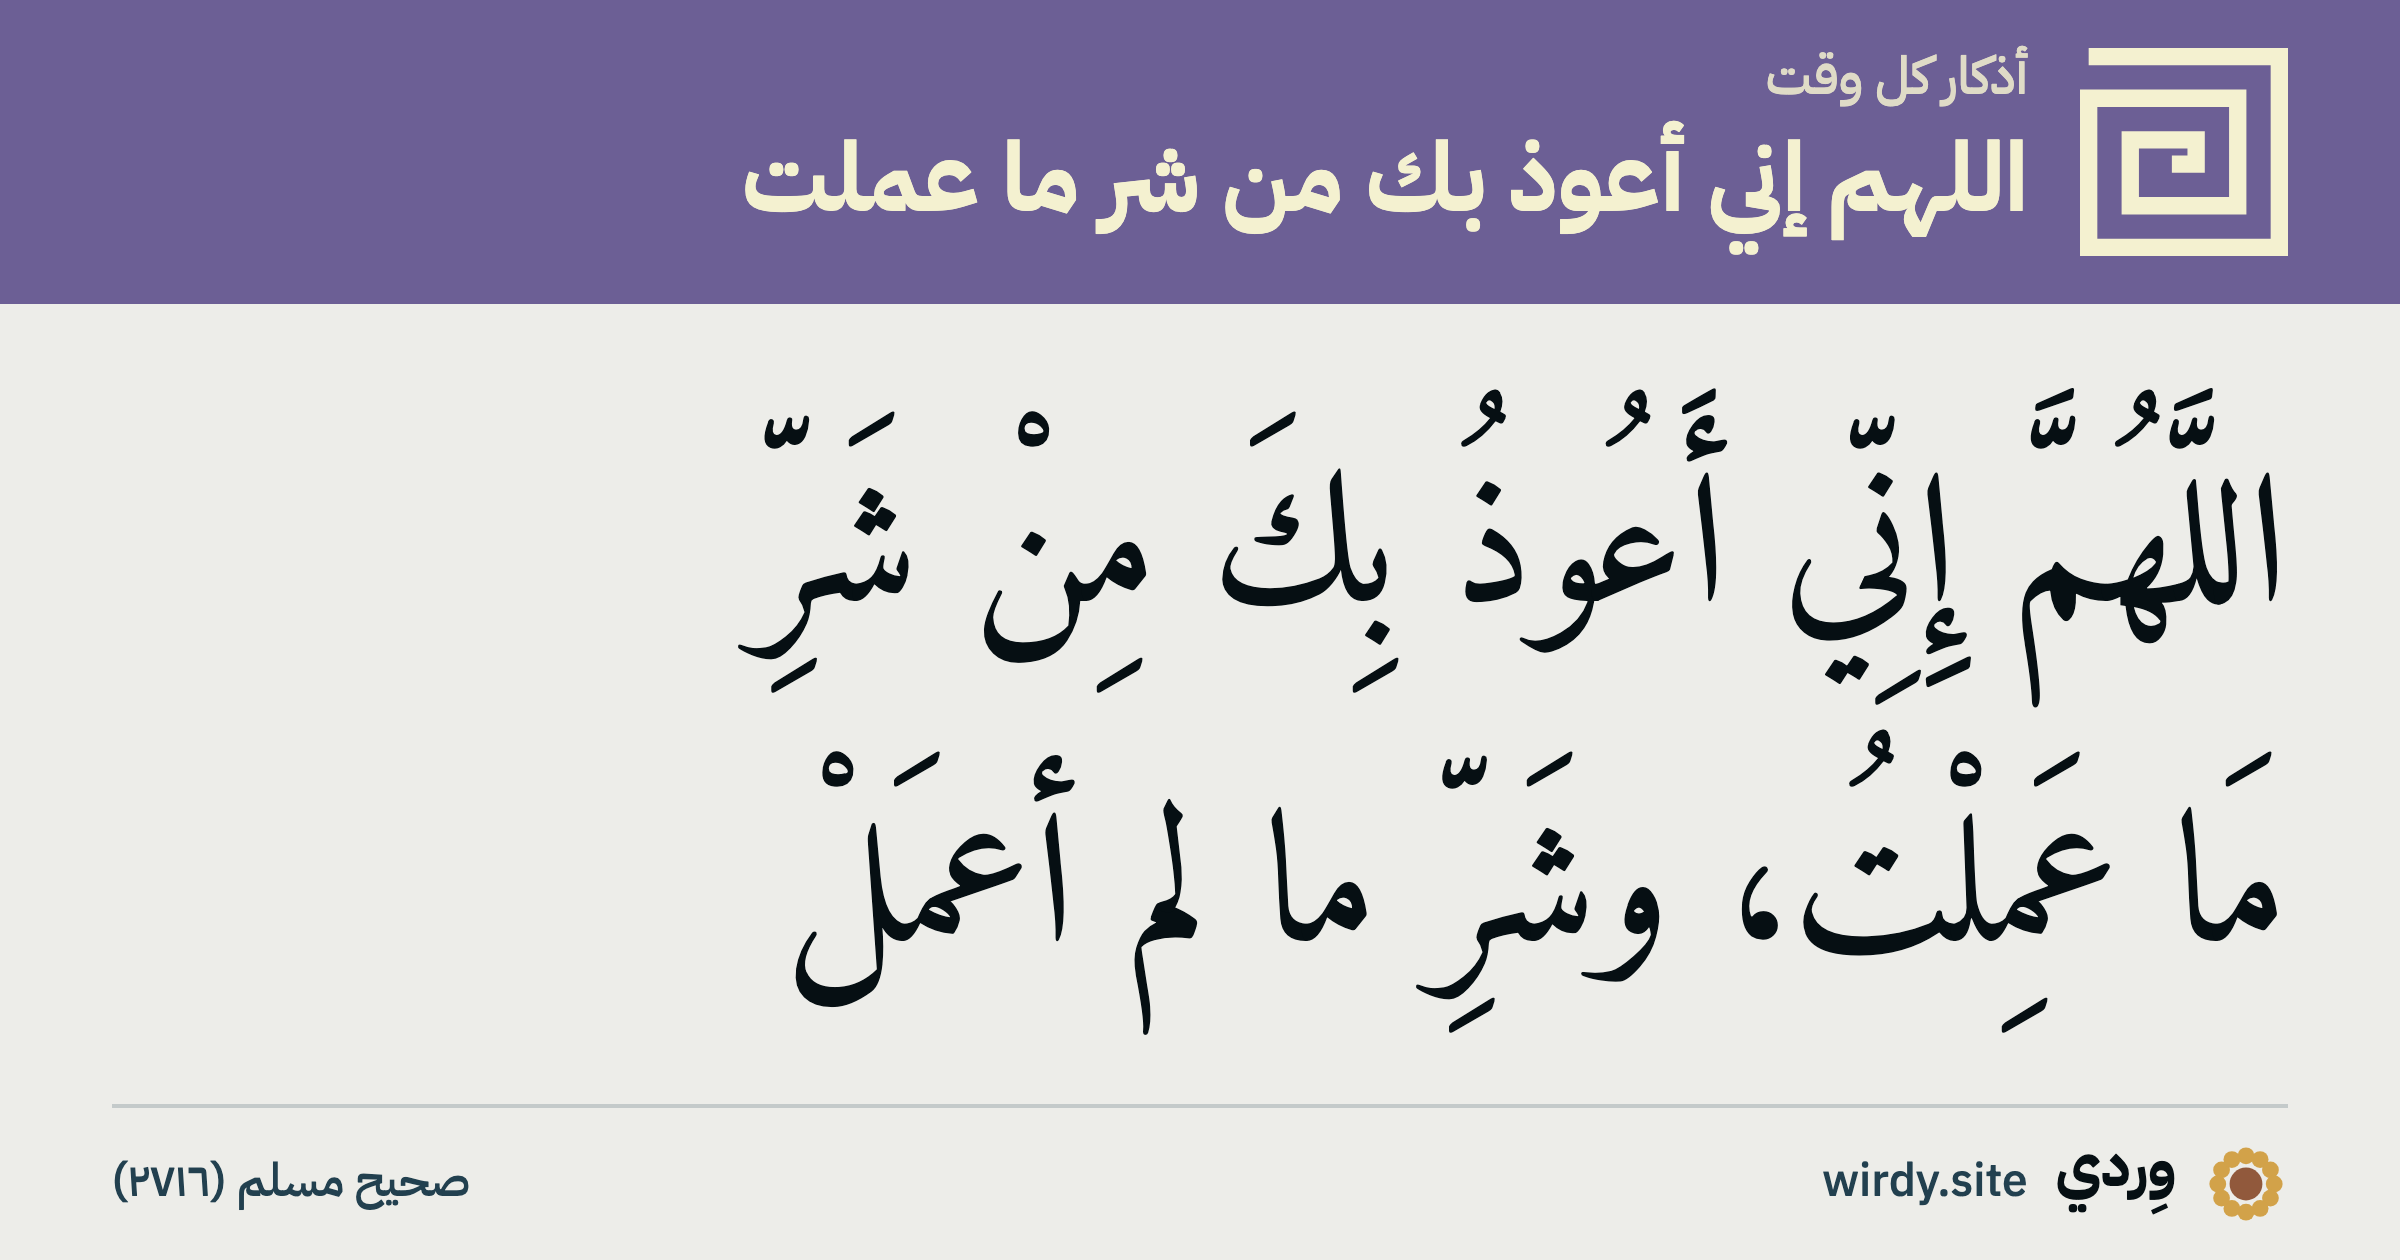 أذكار كل وقت
اللهم إني أعوذ بك من شر ما عملت
اللَّهُمَّ إِنِّي أَعُوذُ بِكَ مِنْ شَرِّ
مَا عَمِلْتُ، وشَرِّ ما لم أعمَلْ
وِردي wirdy.site
صحيح مسلم (٢٧١٦)